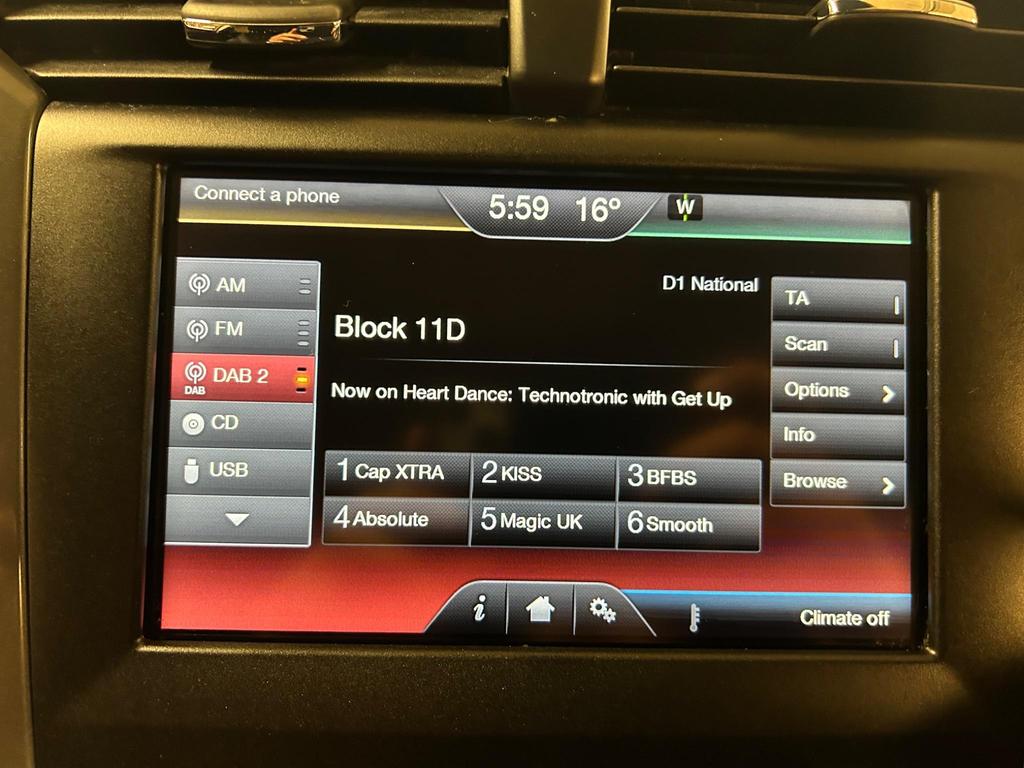 Connect a phone
5:59 16° W
D1 National
AM
FM
DAB 2
DAB
CD
USB
Block 11D
Now on Heart Dance: Technotronic with Get Up
1 Cap XTRA 2 KISS 3 BFBS
4 Absolute 5 Magic UK 6 Smooth
TA
Scan
Options
Info
Browse
i
Climate off